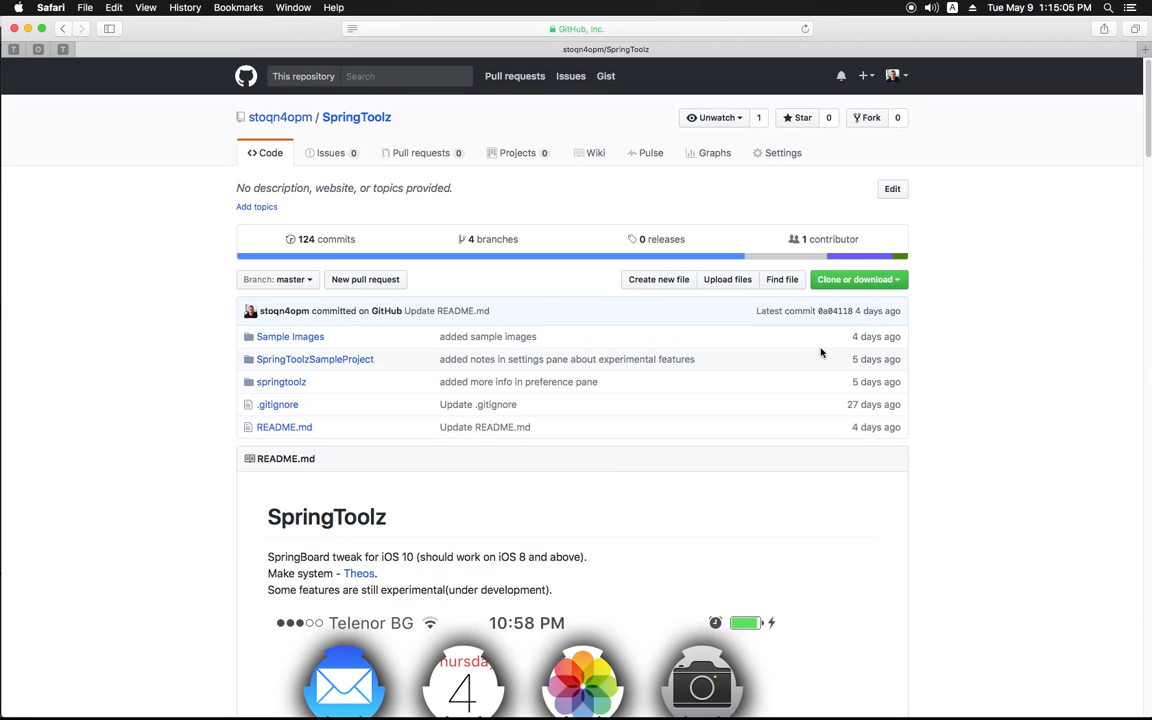 Safari File Edit View History Bookmarks Window Help A Tue May 9 1:15:05 PM
GitHub, Inc.
T O T stoqn4opm/SpringToolz
This repository Search Pull requests Issues Gist
stoqn4opm / SpringToolz Unwatch 1 Star 0 Fork 0
Code Issues 0 Pull requests 0 Projects 0 Wiki Pulse Graphs Settings
No description, website, or topics provided. Edit
Add topics
124 commits 4 branches 0 releases 1 contributor
Branch: master New pull request Create new file Upload files Find file Clone or download
stoqn4opm committed on GitHub Update README.md Latest commit 0a04118 4 days ago
Sample Images added sample images 4 days ago
SpringToolzSampleProject added notes in settings pane about experimental features 5 days ago
springtoolz added more info in preference pane 5 days ago
.gitignore Update .gitignore 27 days ago
README.md Update README.md 4 days ago
README.md
SpringToolz
SpringBoard tweak for iOS 10 (should work on iOS 8 and above).
Make system - Theos.
Some features are still experimental(under development).
Telenor BG 10:58 PM
hursda
4